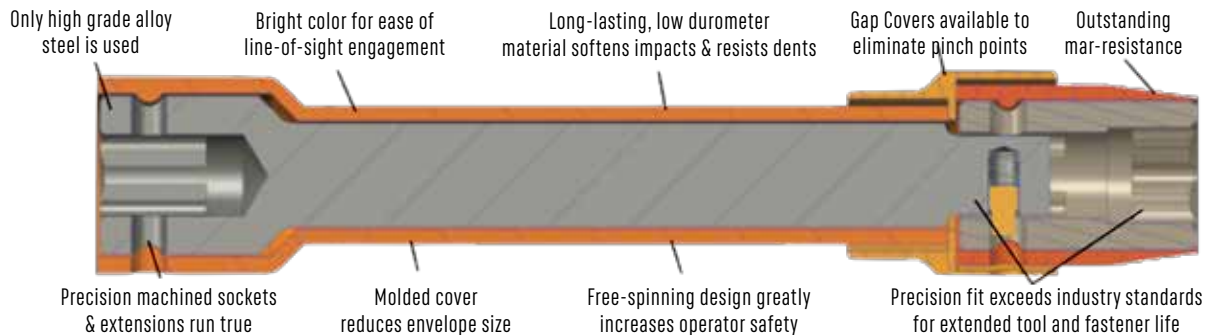 Only high grade alloy
steel is used
Bright color for ease of
line-of-sight engagement
Long-lasting, low durometer
material softens impacts & resists dents
Gap Covers available to
eliminate pinch points
Outstanding
mar-resistance
Precision machined sockets
& extensions run true
Molded cover
reduces envelope size
Free-spinning design greatly
increases operator safety
Precision fit exceeds industry standards
for extended tool and fastener life